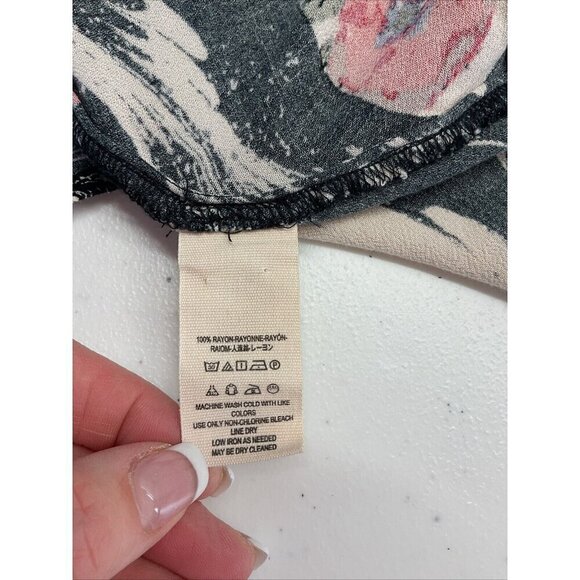 100% RAYON-RAYONNE-RAYÓN-
RAIOM-人造絲-レーヨン
MACHINE WASH COLD WITH LIKE
COLORS
USE ONLY NON-CHLORINE BLEACH
LINE DRY
LOW IRON AS NEEDED
MAY BE DRY CLEANED